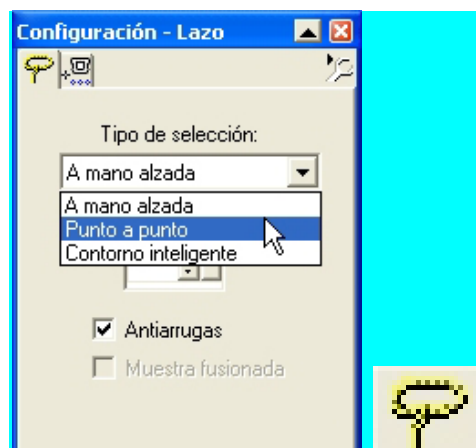 Configuración - Lazo
Tipo de selección:
A mano alzada
A mano alzada
Punto a punto
Contorno inteligente
Antiarrugas
Muestra fusionada